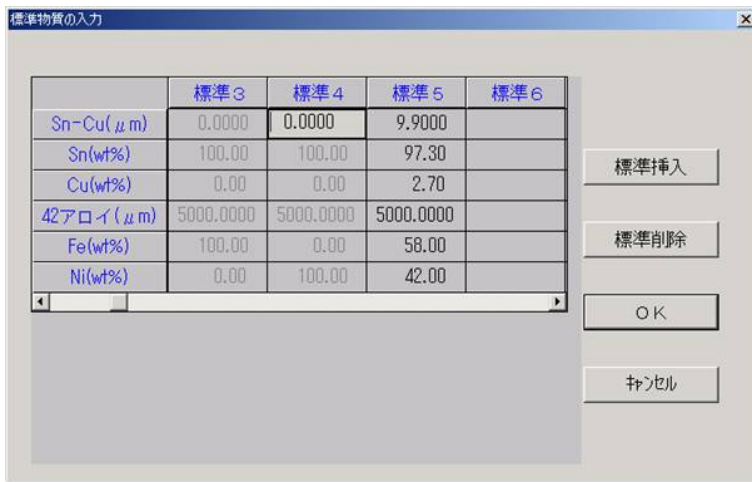 標準物質の入力
標準3 標準4 標準5 標準6
Sn-Cu(μm) 0.0000 0.0000 9.9000
Sn(wt%) 100.00 100.00 97.30
Cu(wt%) 0.00 0.00 2.70
42アロイ(μm) 5000.0000 5000.0000 5000.0000
Fe(wt%) 100.00 0.00 58.00
Ni(wt%) 0.00 100.00 42.00
標準挿入
標準削除
OK
キャンセル